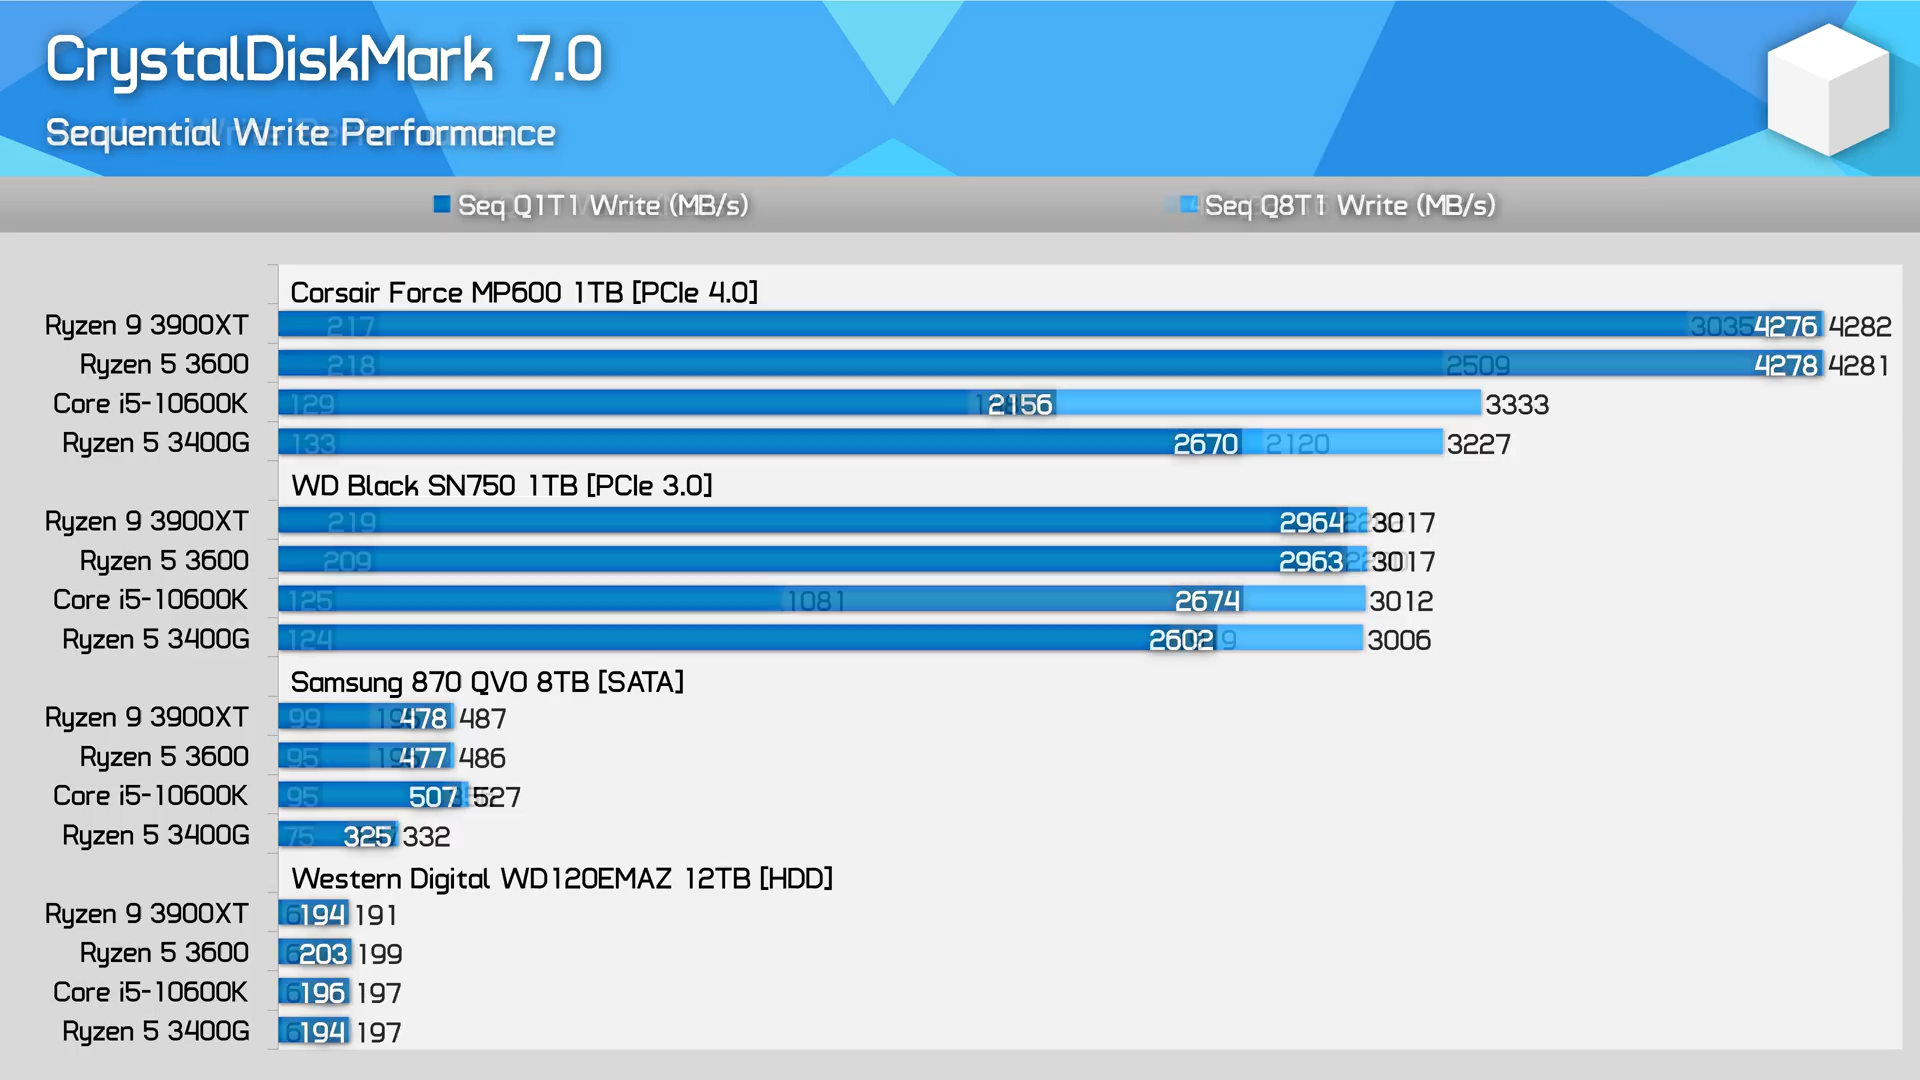 CrystalDiskMark 7.0
Sequential Write Performance
Seq Q1T1 Write (MB/s) Seq Q8T1 Write (MB/s)
Corsair Force MP600 1TB [PCIe 4.0]
Ryzen 9 3900XT 217 3035 4276 4282
Ryzen 5 3600 218 2509 4278 4281
Core i5-10600K 129 2156 3333
Ryzen 5 3400G 133 2670 2120 3227
WD Black SN750 1TB [PCIe 3.0]
Ryzen 9 3900XT 219 2964 3017
Ryzen 5 3600 209 2963 3017
Core i5-10600K 125 1081 2674 3012
Ryzen 5 3400G 124 2602 3006
Samsung 870 QVO 8TB [SATA]
Ryzen 9 3900XT 99 478 487
Ryzen 5 3600 95 477 486
Core i5-10600K 95 507 527
Ryzen 5 3400G 75 325 332
Western Digital WD120EMAZ 12TB [HDD]
Ryzen 9 3900XT 194 191
Ryzen 5 3600 203 199
Core i5-10600K 196 197
Ryzen 5 3400G 194 197